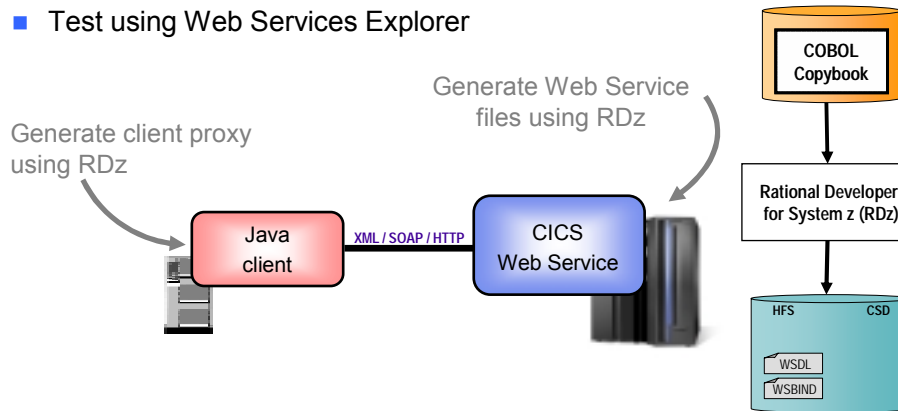 Test using Web Services Explorer
Generate Web Service
files using RDz
Generate client proxy
using RDz
Java
client
XML / SOAP / HTTP
CICS
Web Service
COBOL
Copybook
Rational Developer
for System z (RDz)
HFS CSD
WSDL
WSBIND